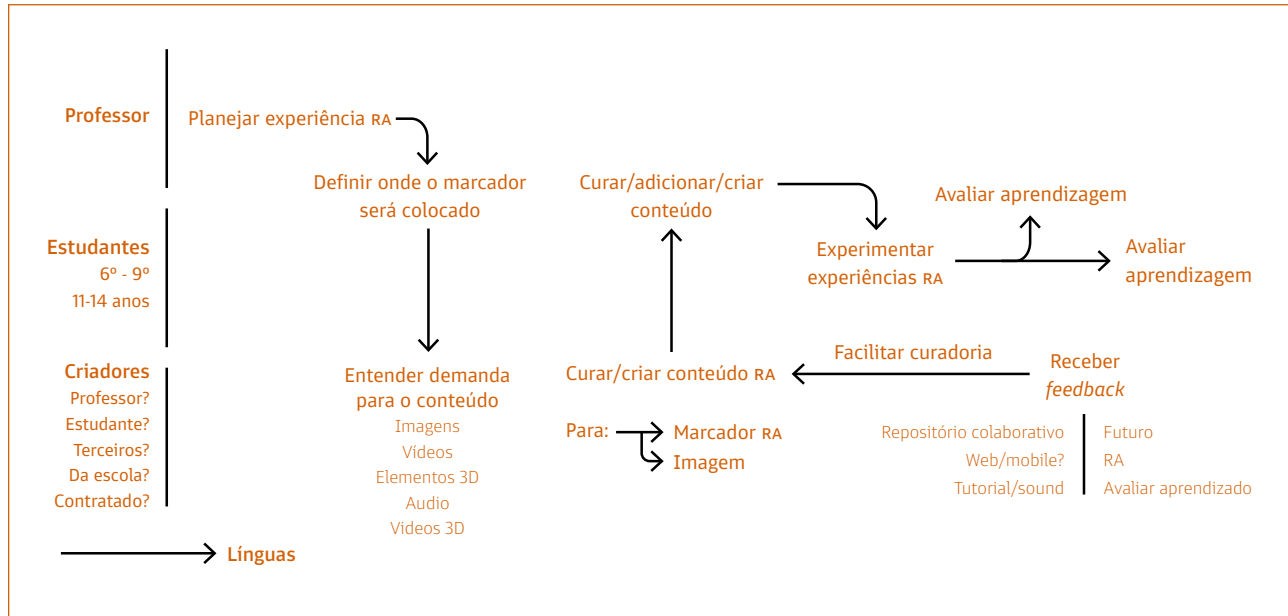 Professor
Planejar experiência RA
Definir onde o marcador
será colocado
Curar/adicionar/criar
conteúdo
Avaliar aprendizagem
Estudantes
6º - 9º
11-14 anos
Experimentar
experiências RA
Avaliar
aprendizagem
Criadores
Professor?
Estudante?
Terceiros?
Da escola?
Contratado?
Entender demanda
para o conteúdo
Imagens
Vídeos
Elementos 3D
Audio
Videos 3D
Curar/criar conteúdo RA
Para:
Marcador RA
Imagem
Facilitar curadoria
Receber
feedback
Repositório colaborativo
Web/mobile?
Tutorial/sound
Futuro
RA
Avaliar aprendizado
Línguas